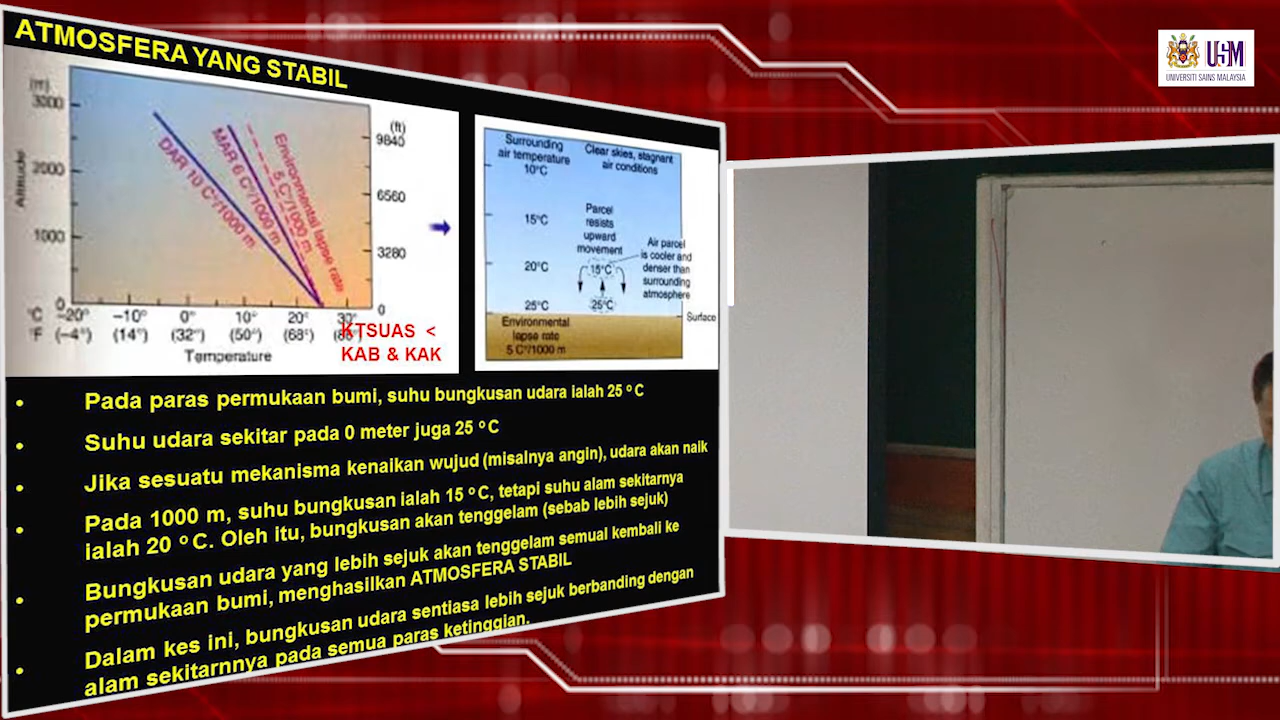 ATMOSFERA YANG STABIL
(m)
3000
2000
1000
0
Altitude
DAR 10 C°/1000 m
MAR 6 C°/1000 m
Environmental lapse rate
5 C°/1000 m
(ft)
9840
6560
3280
0
°C -20° -10° 0° 10° 20° 30°
°F (-4°) (14°) (32°) (50°) (68°)
Temperature
KTSUAS <
KAB & KAK
Surrounding
air temperature
10°C
15°C
20°C
25°C
Clear skies, stagnant
air conditions
Parcel
resists
upward
movement
15°C
25°C
Air parcel
is cooler and
denser than
surrounding
atmosphere
Surface
Environmental
lapse rate
5 C°/1000 m
• Pada paras permukaan bumi, suhu bungkusan udara ialah 25 ° C
• Suhu udara sekitar pada 0 meter juga 25 ° C
• Jika sesuatu mekanisma kenaikan wujud (misalnya angin), udara akan naik
• Pada 1000 m, suhu bungkusan ialah 15 ° C, tetapi suhu alam sekitarnya
ialah 20 ° C. Oleh itu, bungkusan akan tenggelam (sebab lebih sejuk)
• Bungkusan udara yang lebih sejuk akan tenggelam semual kembali ke
permukaan bumi, menghasilkan ATMOSFERA STABIL
• Dalam kes ini, bungkusan udara sentiasa lebih sejuk berbanding dengan
alam sekitarnnya pada semua paras ketinggian.
USM
UNIVERSITI SAINS MALAYSIA